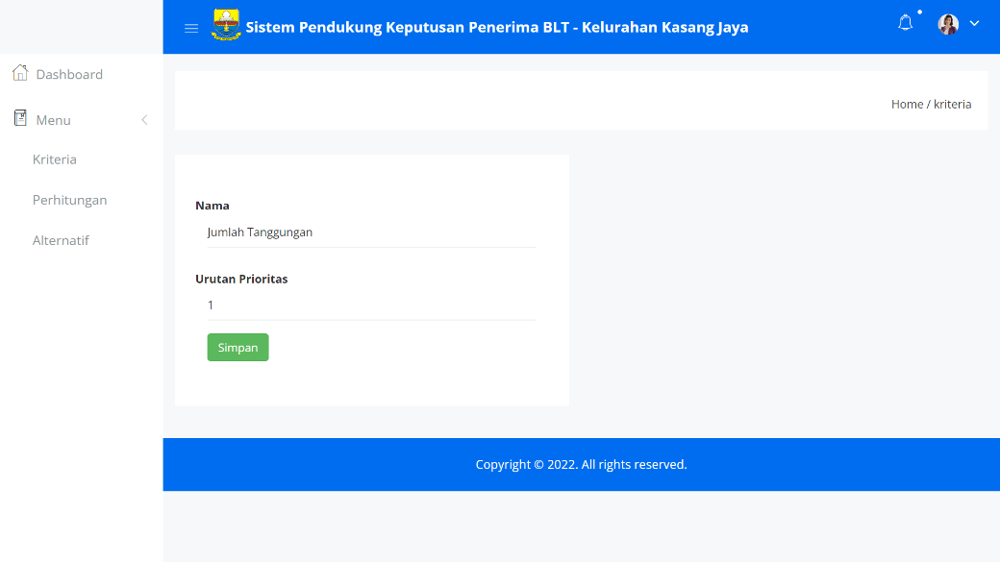 Sistem Pendukung Keputusan Penerima BLT - Kelurahan Kasang Jaya
Dashboard
Menu
Kriteria
Perhitungan
Alternatif
Home / kriteria
Nama
Jumlah Tanggungan
Urutan Prioritas
1
Simpan
Copyright © 2022. All rights reserved.